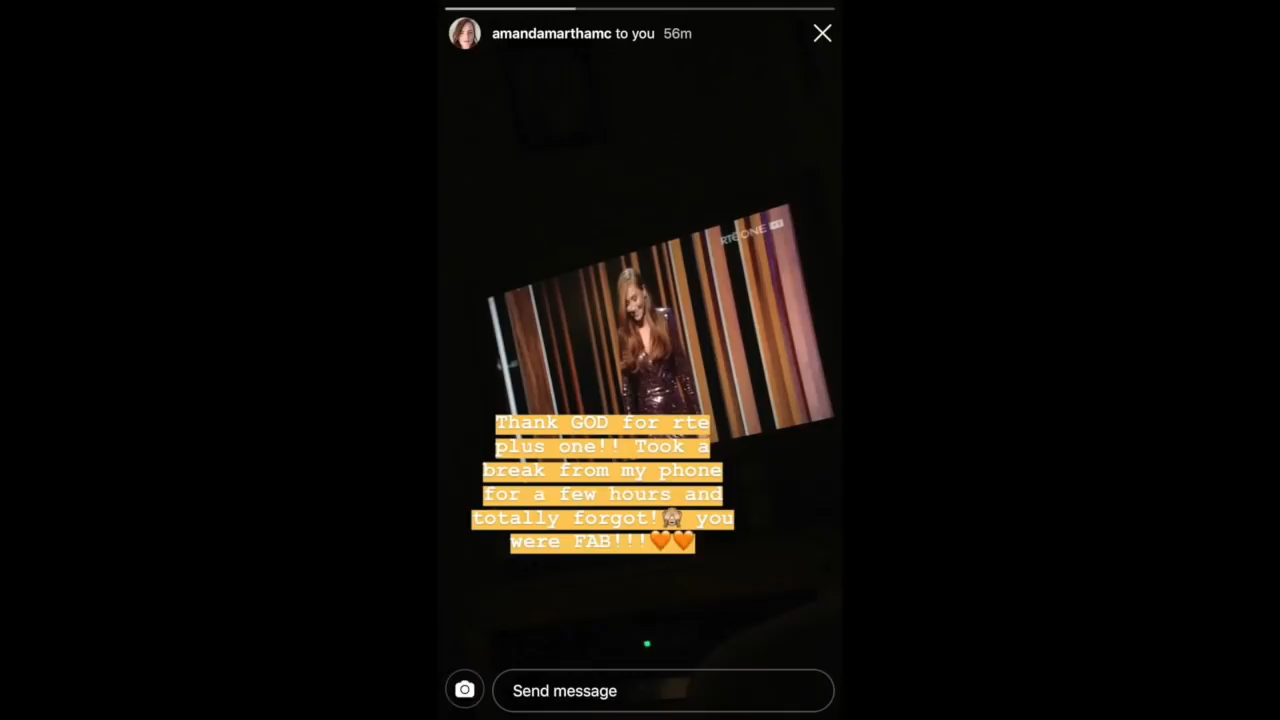 amandamarthamc to you 56m
RTÉ ONE +1
Thank GOD for rte
plus one!! Took a
break from my phone
for a few hours and
totally forgot!🙈 you
were FAB!!!🧡🧡
Send message